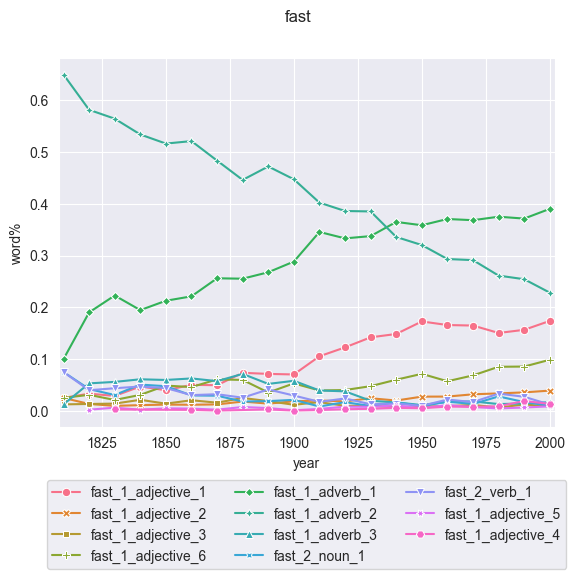 fast
0.6
0.5
0.4
0.3
0.2
0.1
0.0
word%
1825 1850 1875 1900 1925 1950 1975 2000
year
fast_1_adjective_1 fast_1_adverb_1 fast_2_verb_1
fast_1_adjective_2 fast_1_adverb_2 fast_1_adjective_5
fast_1_adjective_3 fast_1_adverb_3 fast_1_adjective_4
fast_1_adjective_6 fast_2_noun_1